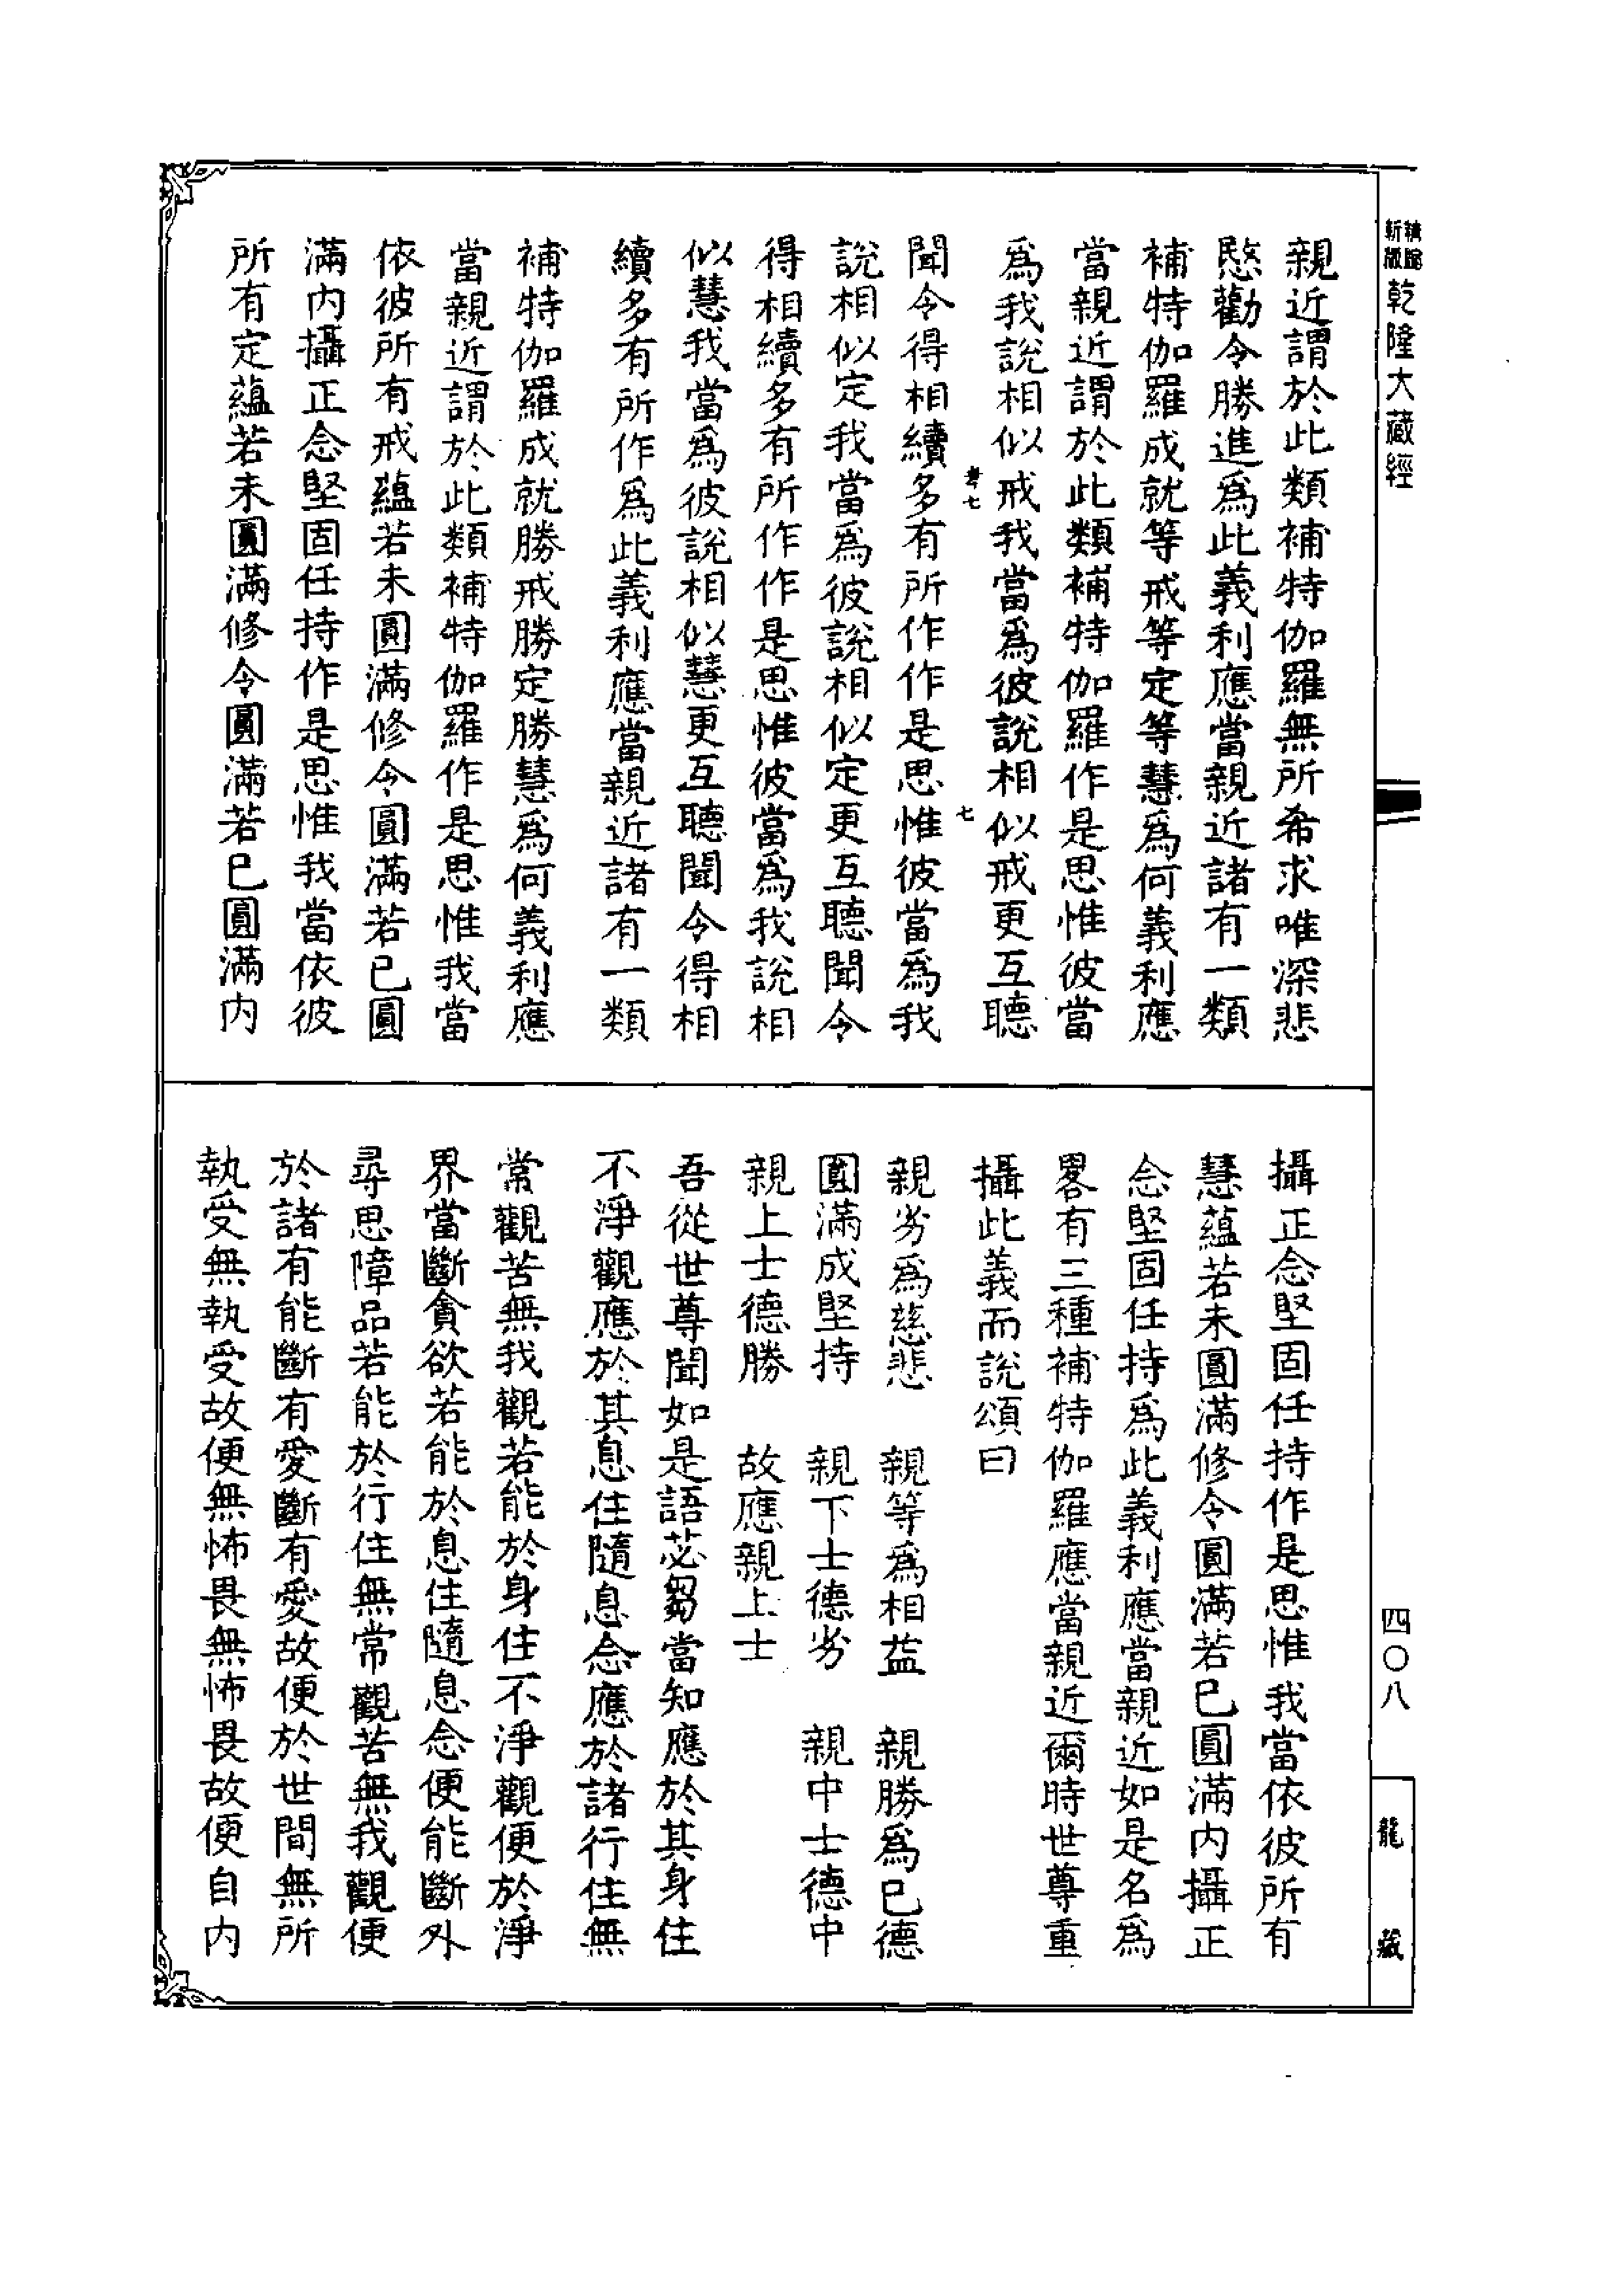 新編
縮版
乾隆大藏經
親近謂於此類補特伽羅無所希求唯深悲
愍勸令勝進為此義利應當親近諸有一類
補特伽羅成就等戒等定等慧為何義利應
當親近謂於此類補特伽羅作是思惟彼當
為我說相似戒我當為彼說相似戒更互聽
七
聞令得相續多有所作作是思惟彼當為我
說相似定我當為彼說相似定更互聽聞令
得相續多有所作作是思惟彼當為我說相
似慧我當為彼說相似慧更互聽聞令得相
續多有所作為此義利應當親近諸有一類
補特伽羅成就勝戒勝定勝慧為何義利應
當親近謂於此類補特伽羅作是思惟我當
依彼所有戒蘊若未圓滿修令圓滿若已圓
滿內攝正念堅固任持作是思惟我當依彼
所有定蘊若未圓滿修令圓滿若已圓滿內
攝正念堅固任持作是思惟我當依彼所有
慧蘊若未圓滿修令圓滿若已圓滿內攝正
念堅固任持為此義利應當親近如是名為
畧有三種補特伽羅應當親近爾時世尊重
攝此義而說頌曰
親劣為慈悲 親等為相益 親勝為已德
圓滿成堅持 親下士德劣 親中士德中
親上士德勝 故應親上士
吾從世尊聞如是語苾芻當知應於其身住
不淨觀應於其息住隨息念應於諸行住無
常觀苦無我觀若能於身住不淨觀便於淨
界當斷貪欲若能於息住隨息念便能斷外
尋思障品若能於行住無常觀苦無我觀便
於諸有能斷有愛斷有愛故便於世間無所
執受無執受故便無怖畏無怖畏故便自內
四〇八
龍藏